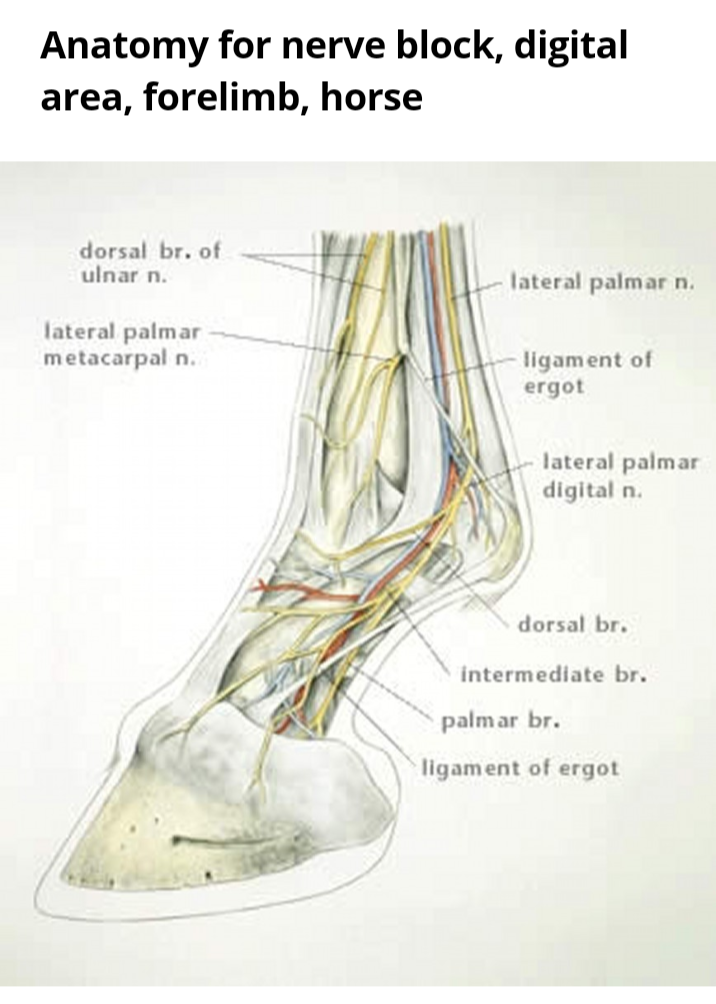 Anatomy for nerve block, digital
area, forelimb, horse
dorsal br. of
ulnar n.
lateral palmar
metacarpal n.
lateral palmar n.
ligament of
ergot
lateral palmar
digital n.
dorsal br.
intermediate br.
palmar br.
ligament of ergot